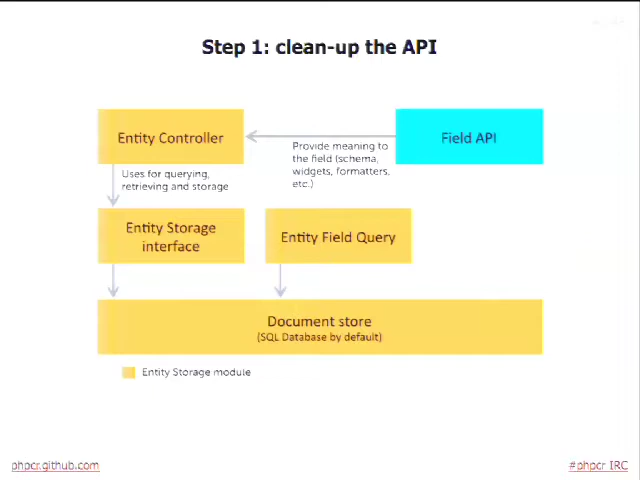 Step 1: clean-up the API
Entity Controller
Field API
Provide meaning to
the field (schema,
widgets, formatters,
etc.)
Uses for querying,
retrieving and storage
Entity Storage
interface
Entity Field Query
Document store
(SQL Database by default)
Entity Storage module
phpcr.github.com
#phpcr IRC